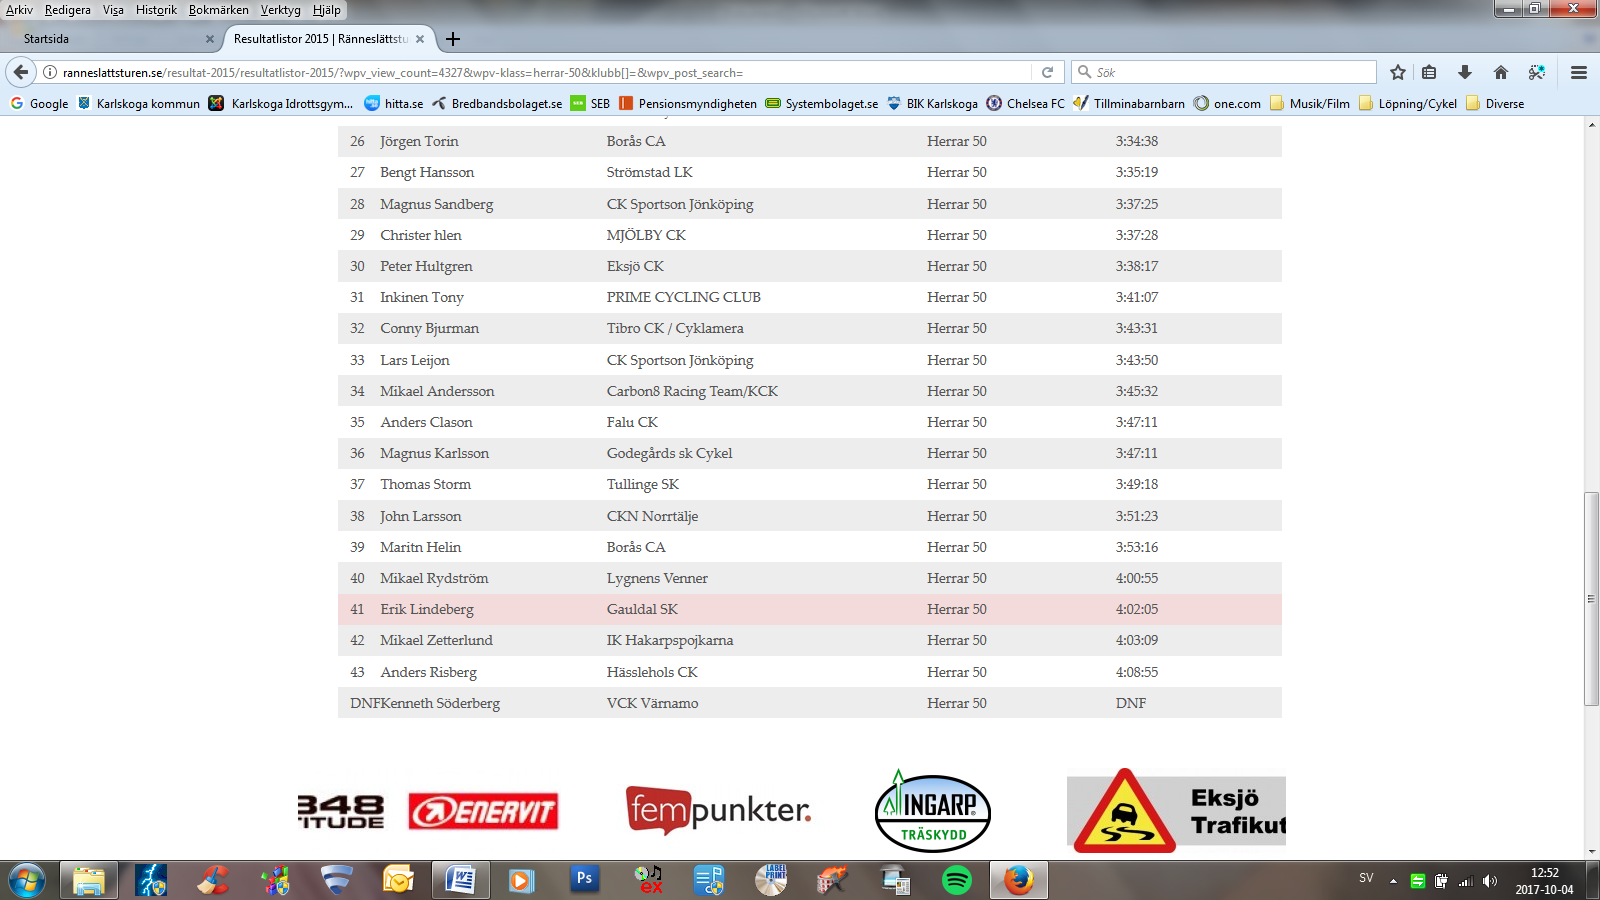 Arkiv Redigera Visa Historik Bokmärken Verktyg Hjälp
Startsida
Resultatlistor 2015 | Ränneslättstu
ranneslattsturen.se/resultat-2015/resultatlistor-2015/?wpv_view_count=4327&wpv-klass=herrar-50&klubb[]=&wpv_post_search=
Sök
Google Karlskoga kommun Karlskoga Idrottsgym... hitta.se Bredbandsbolaget.se SEB Pensionsmyndigheten Systembolaget.se BIK Karlskoga Chelsea FC Tillminabarnbarn one.com Musik/Film Löpning/Cykel Diverse
26 Jörgen Torin Borås CA Herrar 50 3:34:38
27 Bengt Hansson Strömstad LK Herrar 50 3:35:19
28 Magnus Sandberg CK Sportson Jönköping Herrar 50 3:37:25
29 Christer hlen MJÖLBY CK Herrar 50 3:37:28
30 Peter Hultgren Eksjö CK Herrar 50 3:38:17
31 Inkinen Tony PRIME CYCLING CLUB Herrar 50 3:41:07
32 Conny Bjurman Tibro CK / Cyklamera Herrar 50 3:43:31
33 Lars Leijon CK Sportson Jönköping Herrar 50 3:43:50
34 Mikael Andersson Carbon8 Racing Team/KCK Herrar 50 3:45:32
35 Anders Clason Falu CK Herrar 50 3:47:11
36 Magnus Karlsson Godegårds sk Cykel Herrar 50 3:47:11
37 Thomas Storm Tullinge SK Herrar 50 3:49:18
38 John Larsson CKN Norrtälje Herrar 50 3:51:23
39 Maritn Helin Borås CA Herrar 50 3:53:16
40 Mikael Rydström Lygnens Venner Herrar 50 4:00:55
41 Erik Lindeberg Gauldal SK Herrar 50 4:02:05
42 Mikael Zetterlund IK Hakarpspojkarna Herrar 50 4:03:09
43 Anders Risberg Hässlehols CK Herrar 50 4:08:55
DNF Kenneth Söderberg VCK Värnamo Herrar 50 DNF
848
ITUDE
ENERVIT
fempunkter.
INGARP
TRÄSKYDD
Eksjö
Trafikut
Ps
ex
LABEL
PRINT
SV
12:52
2017-10-04